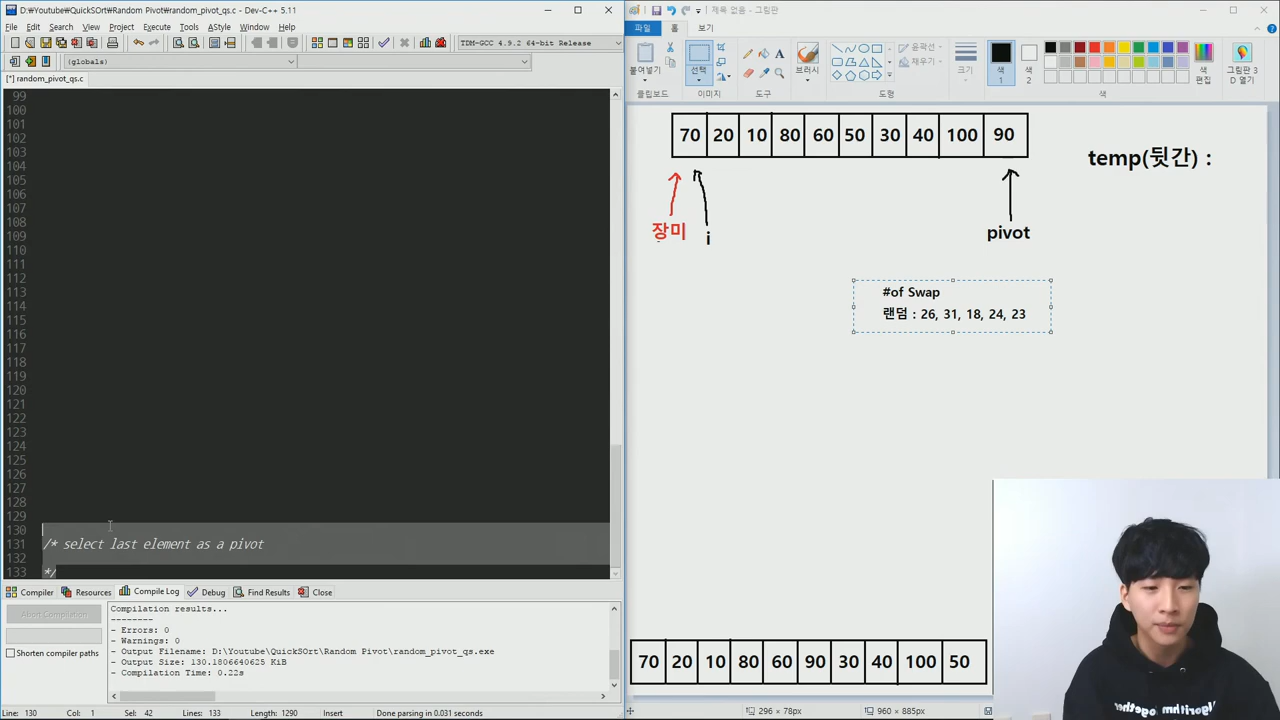 D:₩Youtube₩QuickSOrt₩Random Pivot₩random_pivot_qs.c - Dev-C++ 5.11
File Edit Search View Project Execute Tools AStyle Window Help
TDM-GCC 4.9.2 64-bit Release
(globals)
[*] random_pivot_qs.c
99
100
101
102
103
104
105
106
107
108
109
110
111
112
113
114
115
116
117
118
119
120
121
122
123
124
125
126
127
128
129
130
131 /* select last element as a pivot
132
133 */
Compiler Resources Compile Log Debug Find Results Close
Abort Compilation
Shorten compiler paths
Compilation results...
--------
- Errors: 0
- Warnings: 0
- Output Filename: D:\Youtube\QuickSOrt\Random Pivot\random_pivot_qs.exe
- Output Size: 130.1806640625 KiB
- Compilation Time: 0.22s
Line: 130 Col: 1 Sel: 42 Lines: 133 Length: 1290 Insert Done parsing in 0.031 seconds
제목 없음 - 그림판
파일 홈 보기
붙여넣기
선택
브러시
윤곽선
채우기
크기
색 1
색 2
색 편집
그림판 3D 열기
클립보드 이미지 도구 도형 색
70 20 10 80 60 50 30 40 100 90
temp(뒷간) :
장미 i pivot
#of Swap
랜덤 : 26, 31, 18, 24, 23
70 20 10 80 60 90 30 40 100 50
296 × 78px 960 × 885px
Algorithm Together